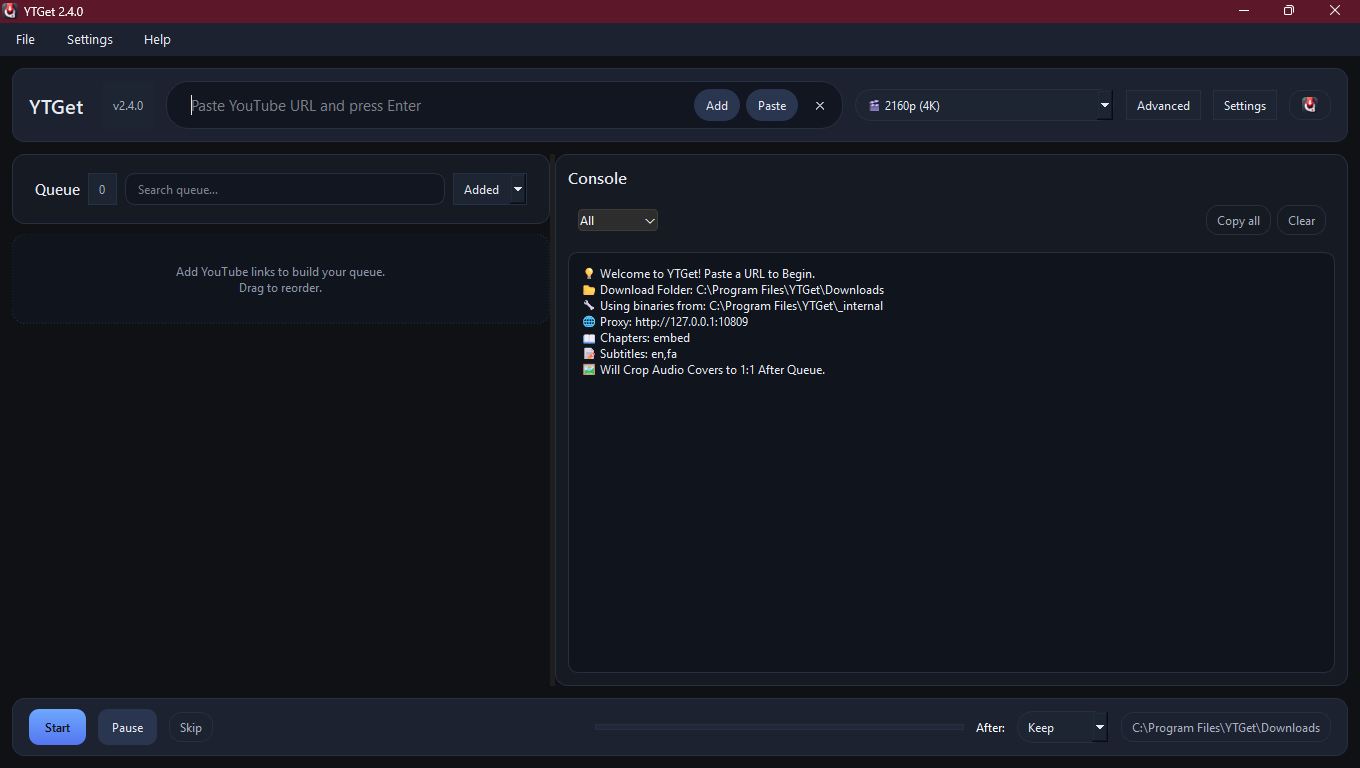 YTGet 2.4.0
File Settings Help
YTGet v2.4.0 Paste YouTube URL and press Enter Add Paste × 2160p (4K) Advanced Settings
Queue 0 Search queue... Added
Add YouTube links to build your queue.
Drag to reorder.
Console
All Copy all Clear
Welcome to YTGet! Paste a URL to Begin.
Download Folder: C:\Program Files\YTGet\Downloads
Using binaries from: C:\Program Files\YTGet\_internal
Proxy: http://127.0.0.1:10809
Chapters: embed
Subtitles: en,fa
Will Crop Audio Covers to 1:1 After Queue.
Start Pause Skip After: Keep C:\Program Files\YTGet\Downloads